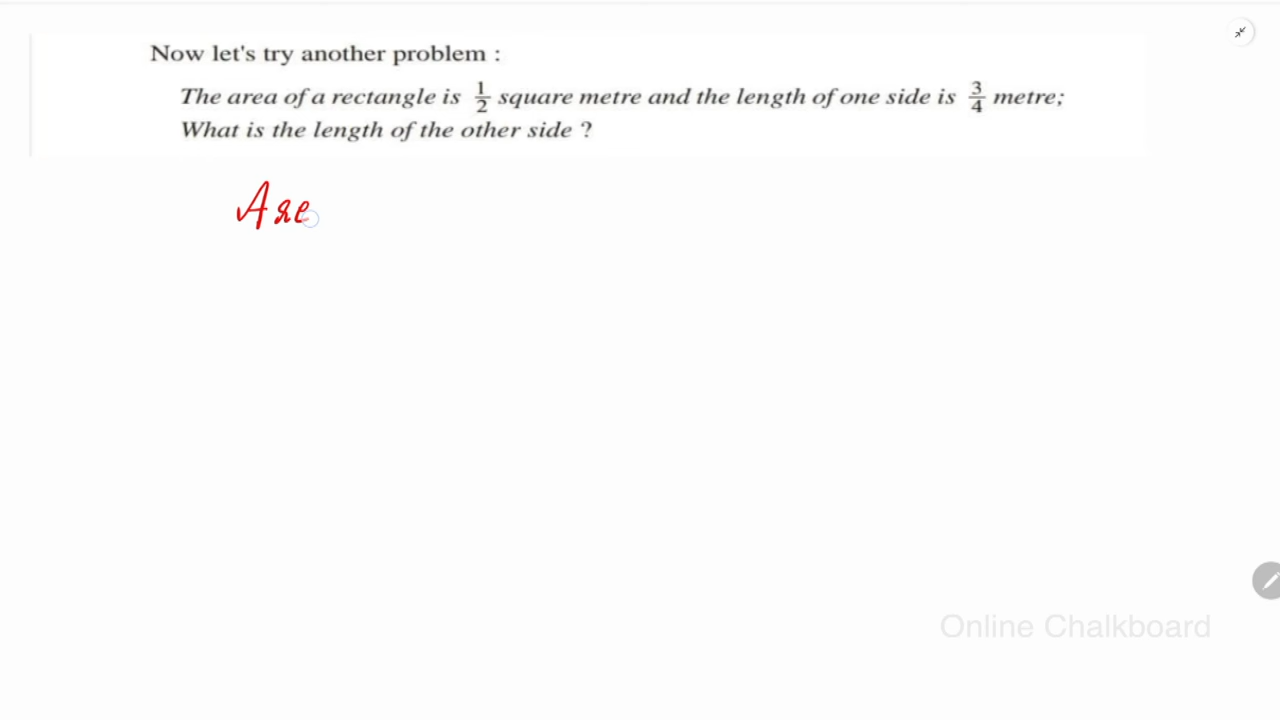 Now let's try another problem :
The area of a rectangle is 1/2 square metre and the length of one side is 3/4 metre;
What is the length of the other side ?
Are
Online Chalkboard